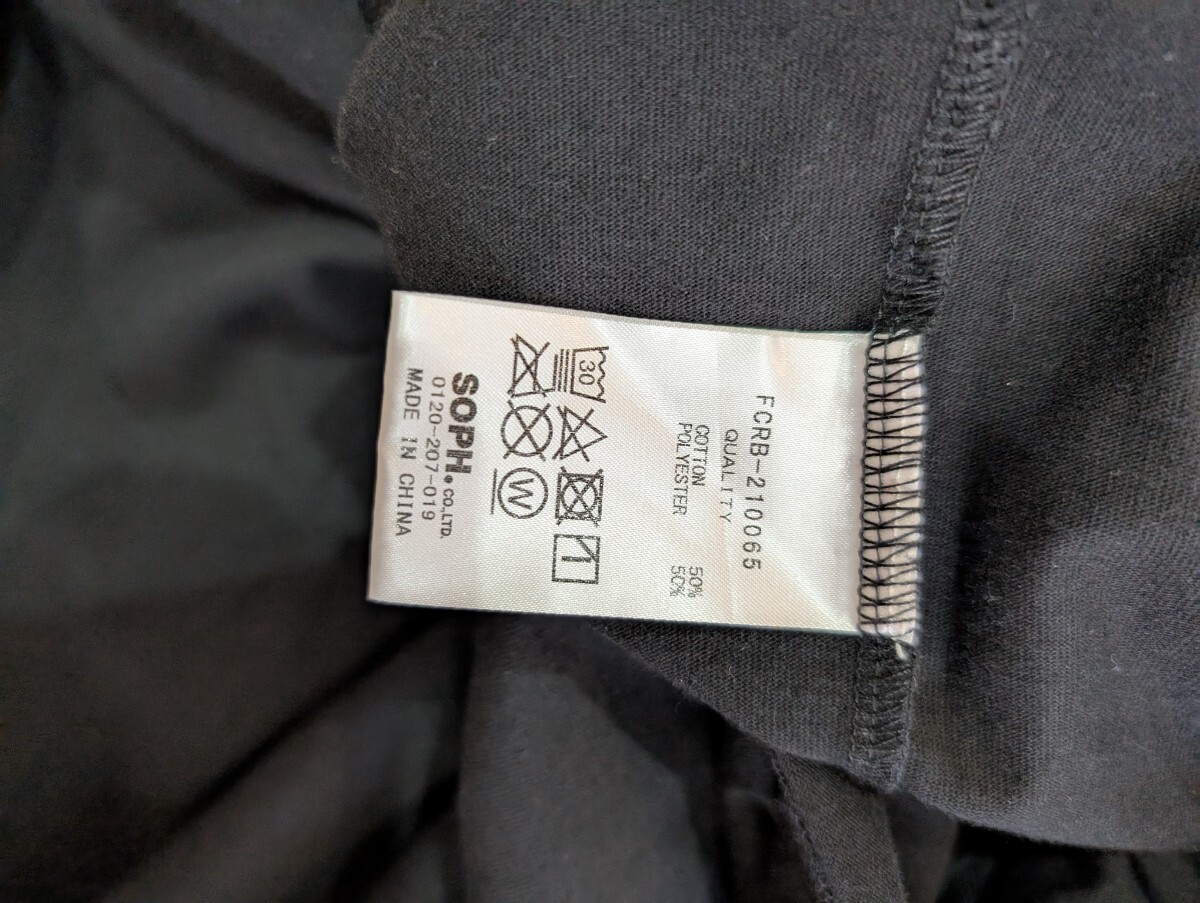 FCRB-210065
QUALITY
COTTON 50%
POLYESTER 50%
30
W
SOPH.CO.,LTD.
0120-207-019
MADE IN CHINA